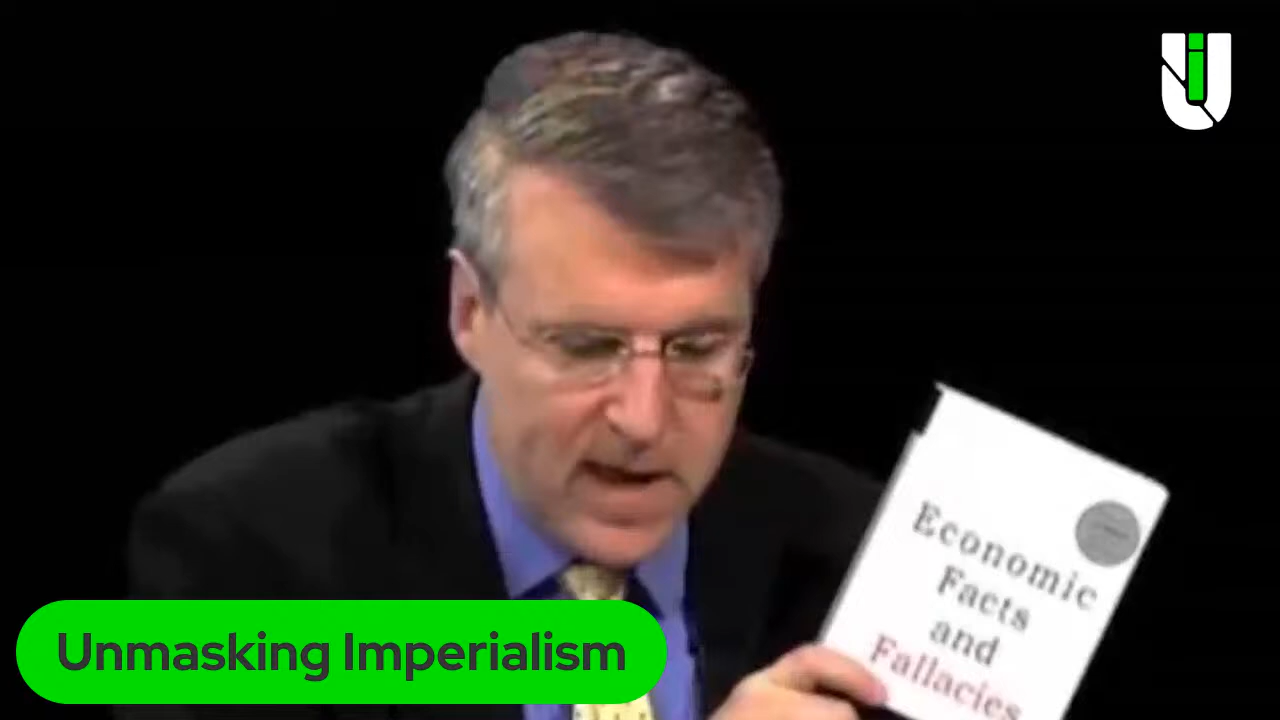 Economic
Facts
and
Fallacies
Unmasking Imperialism